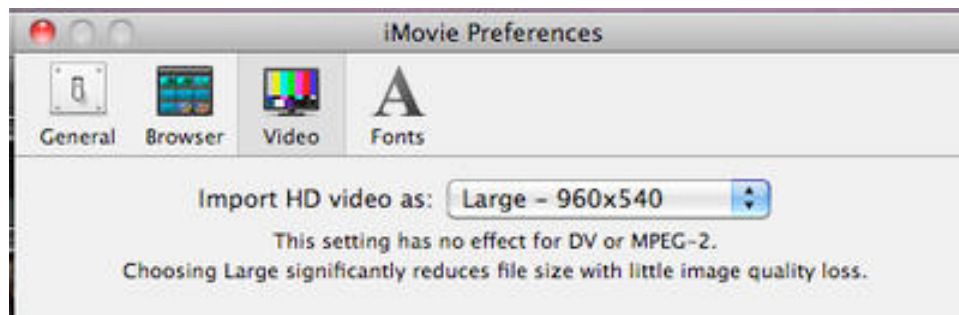 iMovie Preferences
General Browser Video Fonts
Import HD video as: Large – 960x540
This setting has no effect for DV or MPEG-2.
Choosing Large significantly reduces file size with little image quality loss.